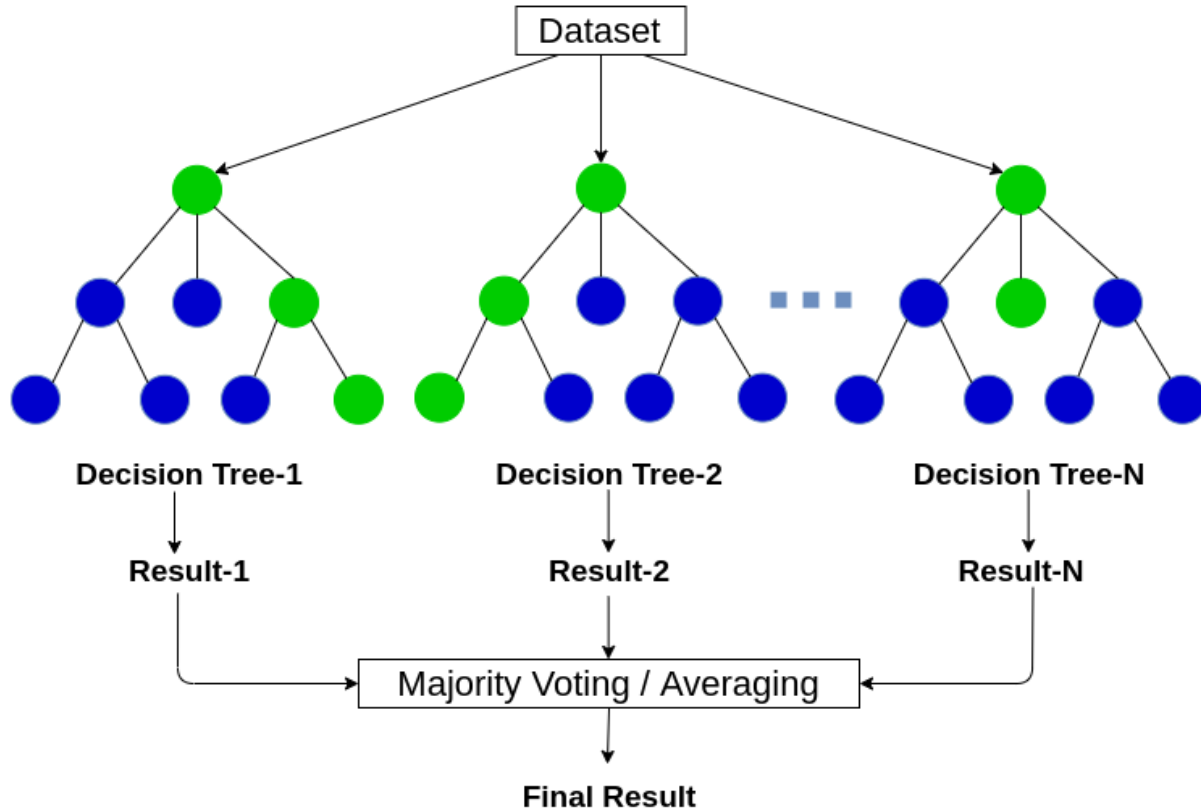 Dataset
Decision Tree-1
Decision Tree-2
Decision Tree-N
Result-1
Result-2
Result-N
Majority Voting / Averaging
Final Result